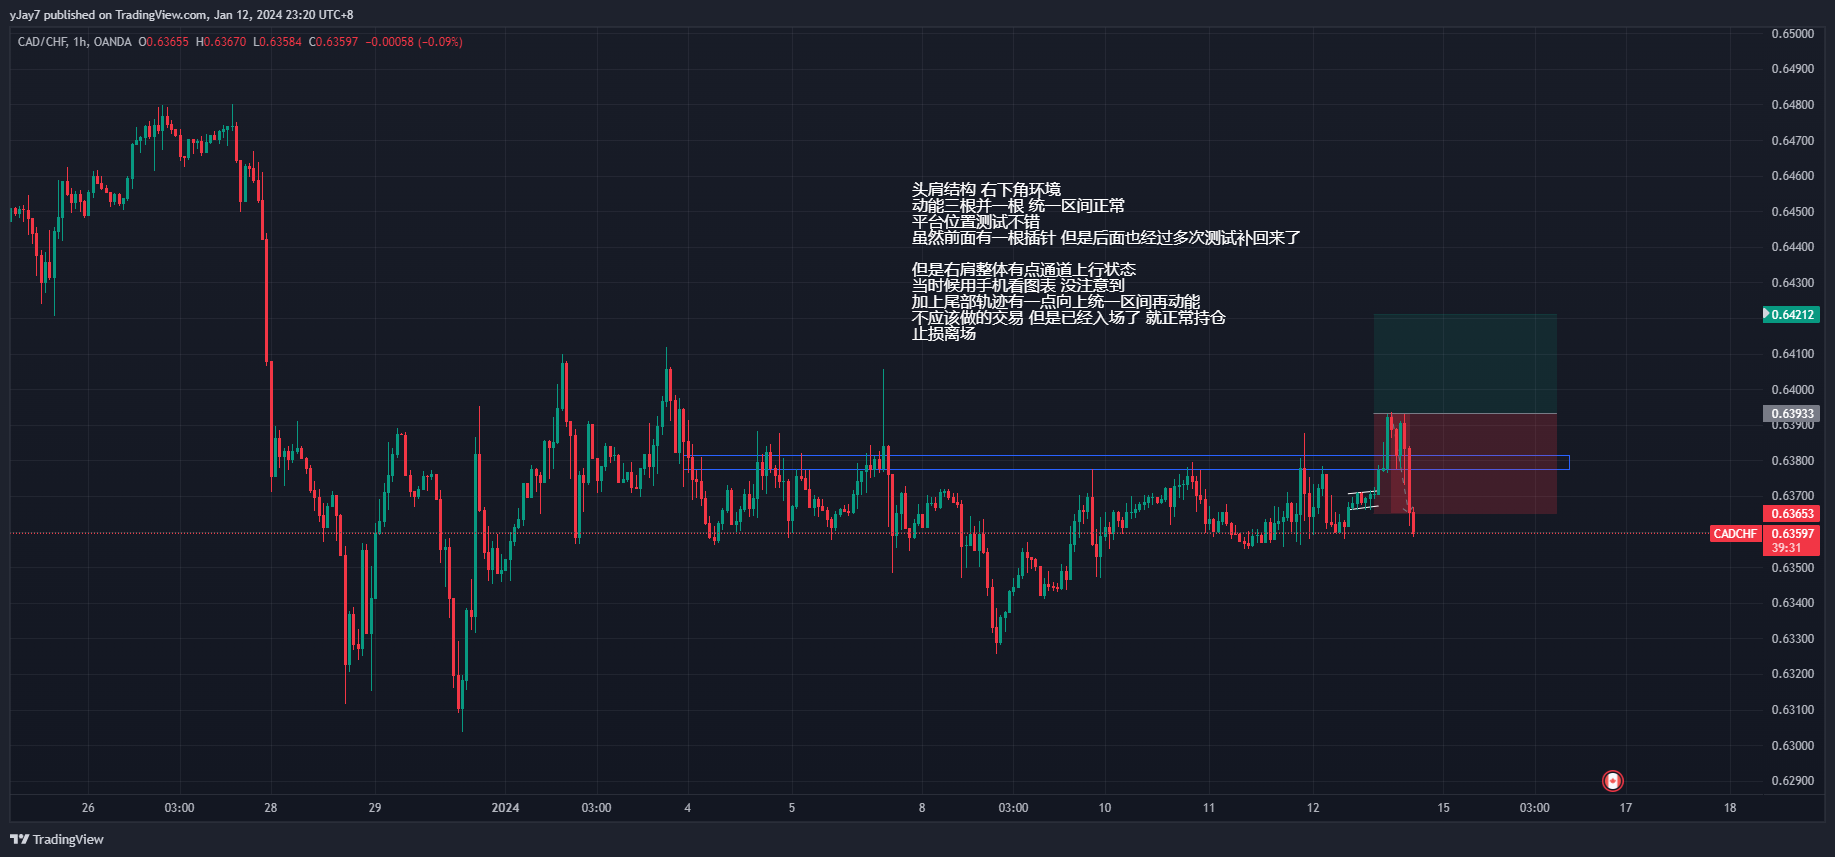 yJay7 published on TradingView.com, Jan 12, 2024 23:20 UTC+8
CAD/CHF, 1h, OANDA O0.63655 H0.63670 L0.63584 C0.63597 −0.00058 (−0.09%)
头肩结构 右下角环境
动能三根并一根 统一区间正常
平台位置测试不错
虽然前面有一根插针 但是后面也经过多次测试补回来了
但是右肩整体有点通道上行状态
当时候用手机看图表 没注意到
加上尾部轨迹有一点向上统一区间再动能
不应该做的交易 但是已经入场了 就正常持仓
止损离场
0.65000
0.64900
0.64800
0.64700
0.64600
0.64500
0.64400
0.64300
0.64212
0.64100
0.64000
0.63933
0.63900
0.63800
0.63700
0.63653
CADCHF 0.63597
39:31
0.63500
0.63400
0.63300
0.63200
0.63100
0.63000
0.62900
26 03:00 28 29 2024 03:00 4 5 8 03:00 10 11 12 15 03:00 17 18
TradingView